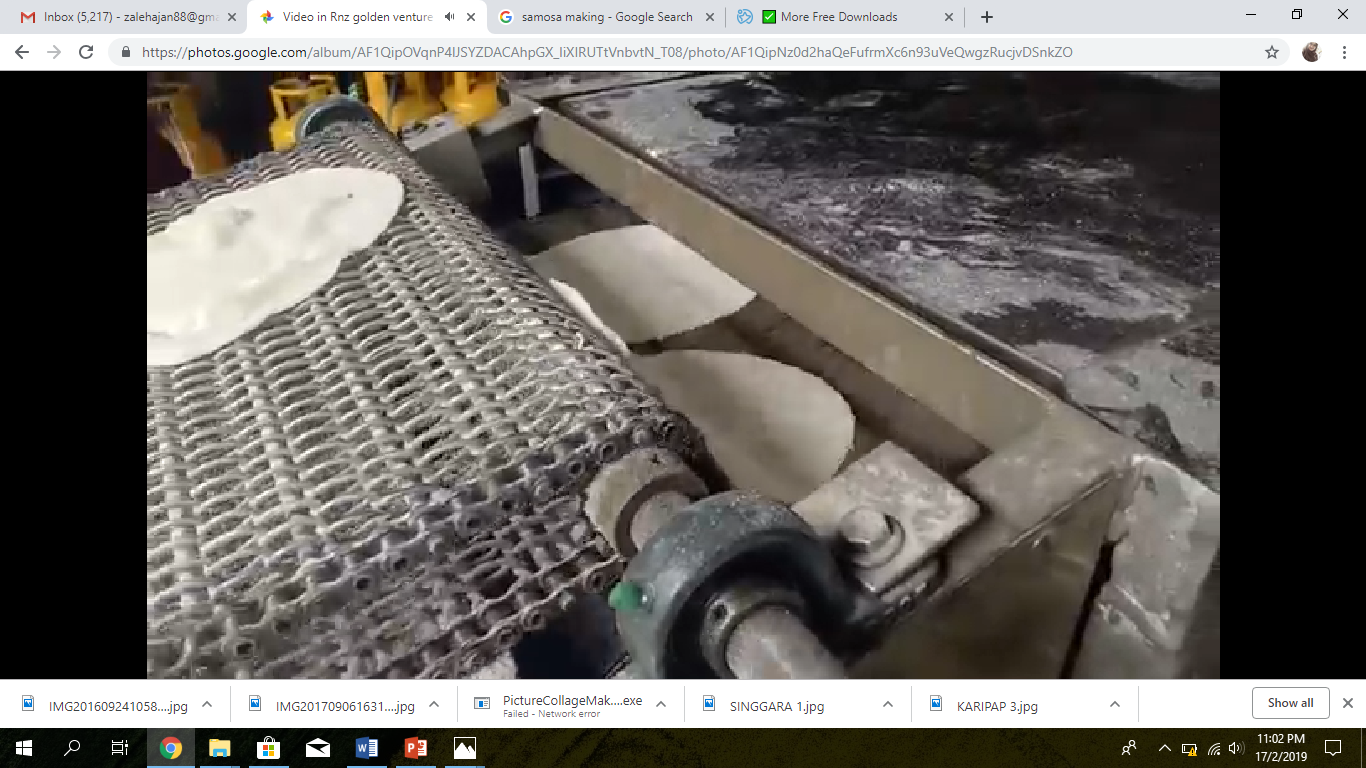 Inbox (5,217) - zalehajan88@gma
Video in Rnz golden venture
samosa making - Google Search
More Free Downloads
https://photos.google.com/album/AF1QipOVqnP4lJSYZDACAhpGX_liXlRUTtVnbvtN_T08/photo/AF1QipNz0d2haQeFufrmXc6n93uVeQwgzRucjvDSnkZO
IMG201609241058....jpg
IMG201709061631....jpg
PictureCollageMak....exe
Failed - Network error
SINGGARA 1.jpg
KARIPAP 3.jpg
Show all
11:02 PM
17/2/2019